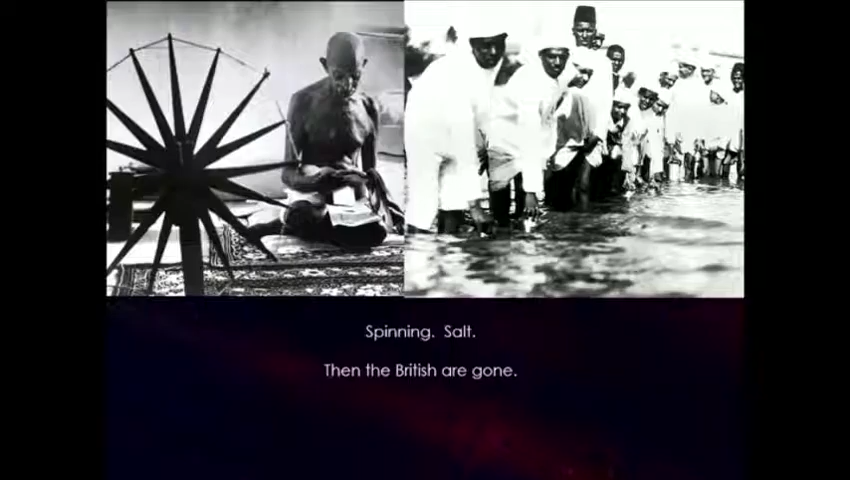 Spinning. Salt.
Then the British are gone.